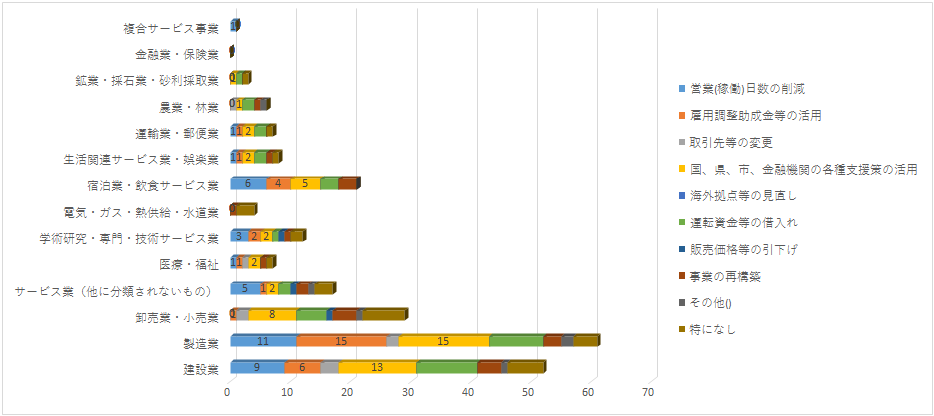 複合サービス事業 1
金融業・保険業 0
鉱業・採石業・砂利採取業 0
農業・林業 0 1
運輸業・郵便業 1 1 2
生活関連サービス業・娯楽業 1 1 2
宿泊業・飲食サービス業 6 4 5
電気・ガス・熱供給・水道業 0
学術研究・専門・技術サービス業 3 2 2
医療・福祉 1 1 2
サービス業（他に分類されないもの） 5 1 2
卸売業・小売業 1 8
製造業 11 15 15
建設業 9 6 13
0 10 20 30 40 50 60 70
営業(稼働)日数の削減
雇用調整助成金等の活用
取引先等の変更
国、県、市、金融機関の各種支援策の活用
海外拠点等の見直し
運転資金等の借入れ
販売価格等の引下げ
事業の再構築
その他()
特になし